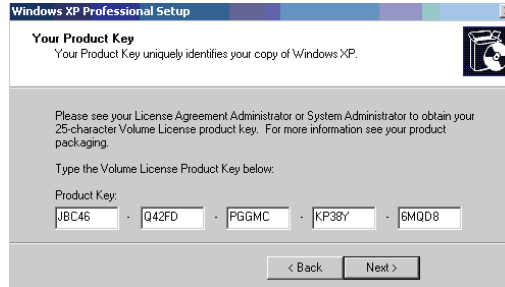 Windows XP Professional Setup
Your Product Key
Your Product Key uniquely identifies your copy of Windows XP.
Please see your License Agreement Administrator or System Administrator to obtain your
25-character Volume License product key. For more information see your product
packaging.
Type the Volume License Product Key below:
Product Key:
JBC46 - Q42FD - PGGMC - KP38Y - 6MQD8
< Back Next >